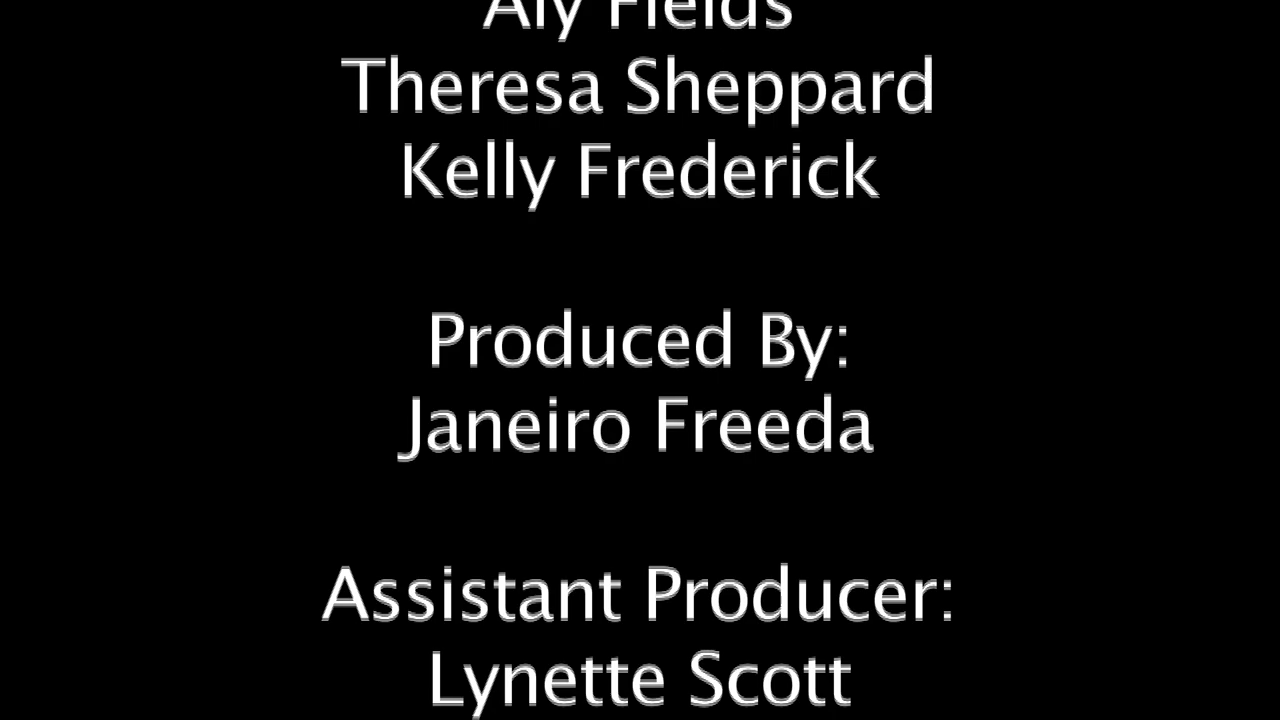 Aly Fields
Theresa Sheppard
Kelly Frederick
Produced By:
Janeiro Freeda
Assistant Producer:
Lynette Scott